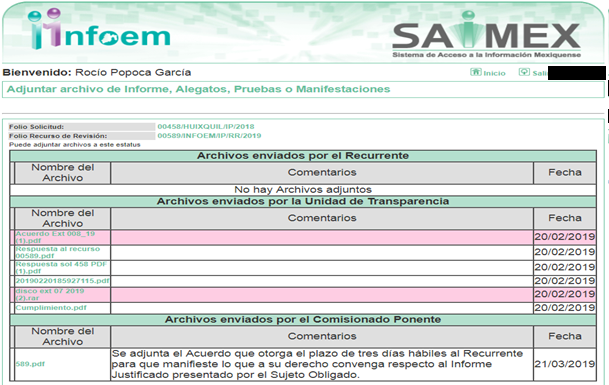 infoem
SAIMEX
Sistema de Acceso a la Información Mexiquense
Bienvenido: Rocío Popoca García
Inicio
Adjuntar archivo de Informe, Alegatos, Pruebas o Manifestaciones
Folio Solicitud: 00458/HUIXQUIL/IP/2018
Folio Recurso de Revisión: 00589/INFOEM/IP/RR/2019
Puede adjuntar archivos a este estatus
Archivos enviados por el Recurrente
Nombre del Archivo Comentarios Fecha
No hay Archivos adjuntos
Archivos enviados por la Unidad de Transparencia
Nombre del Archivo Comentarios Fecha
Acuerdo Ext 008_19
(1).pdf 20/02/2019
Respuesta al recurso
00589.pdf 20/02/2019
Respuesta sol 458 PDF
(1).pdf 20/02/2019
20190220185927115.pdf 20/02/2019
disco ext 07 2019
(2).rar 20/02/2019
Cumplimiento.pdf 20/02/2019
Archivos enviados por el Comisionado Ponente
Nombre del Archivo Comentarios Fecha
589.pdf
Se adjunta el Acuerdo que otorga el plazo de tres días hábiles al Recurrente
para que manifieste lo que a su derecho convenga respecto al Informe
Justificado presentado por el Sujeto Obligado.
21/03/2019